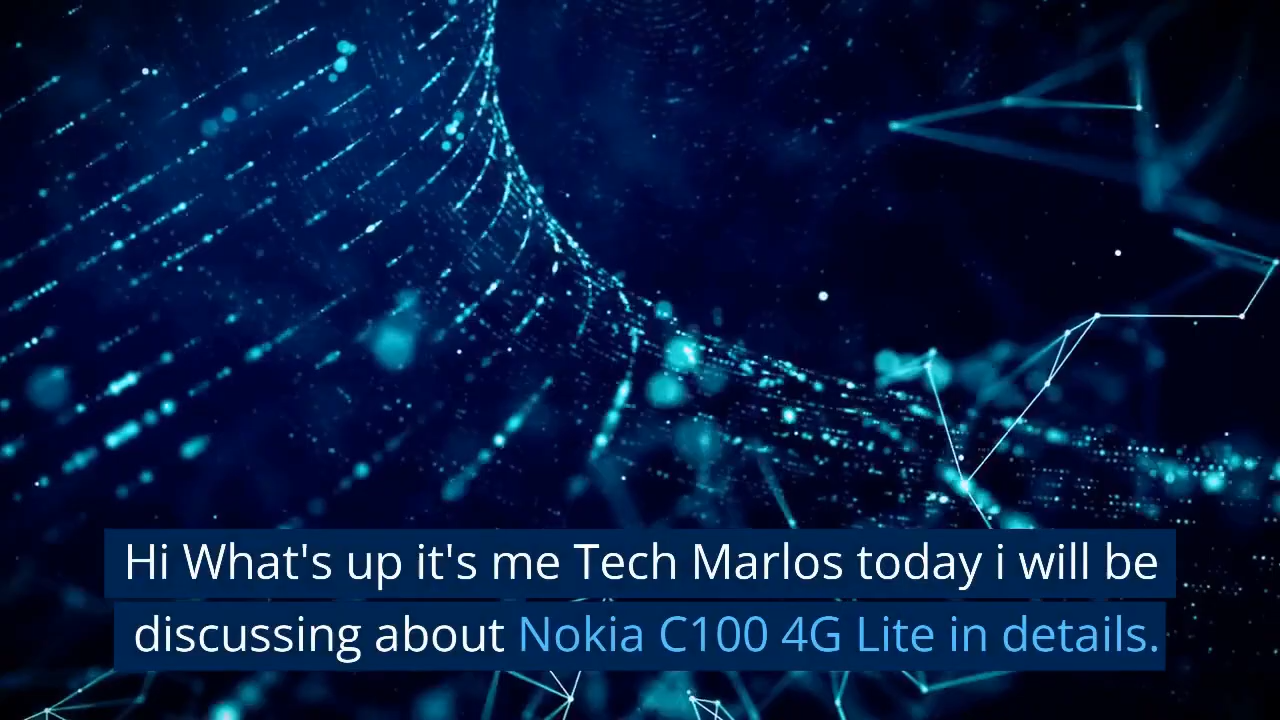 Hi What's up it's me Tech Marlos today i will be
discussing about Nokia C100 4G Lite in details.